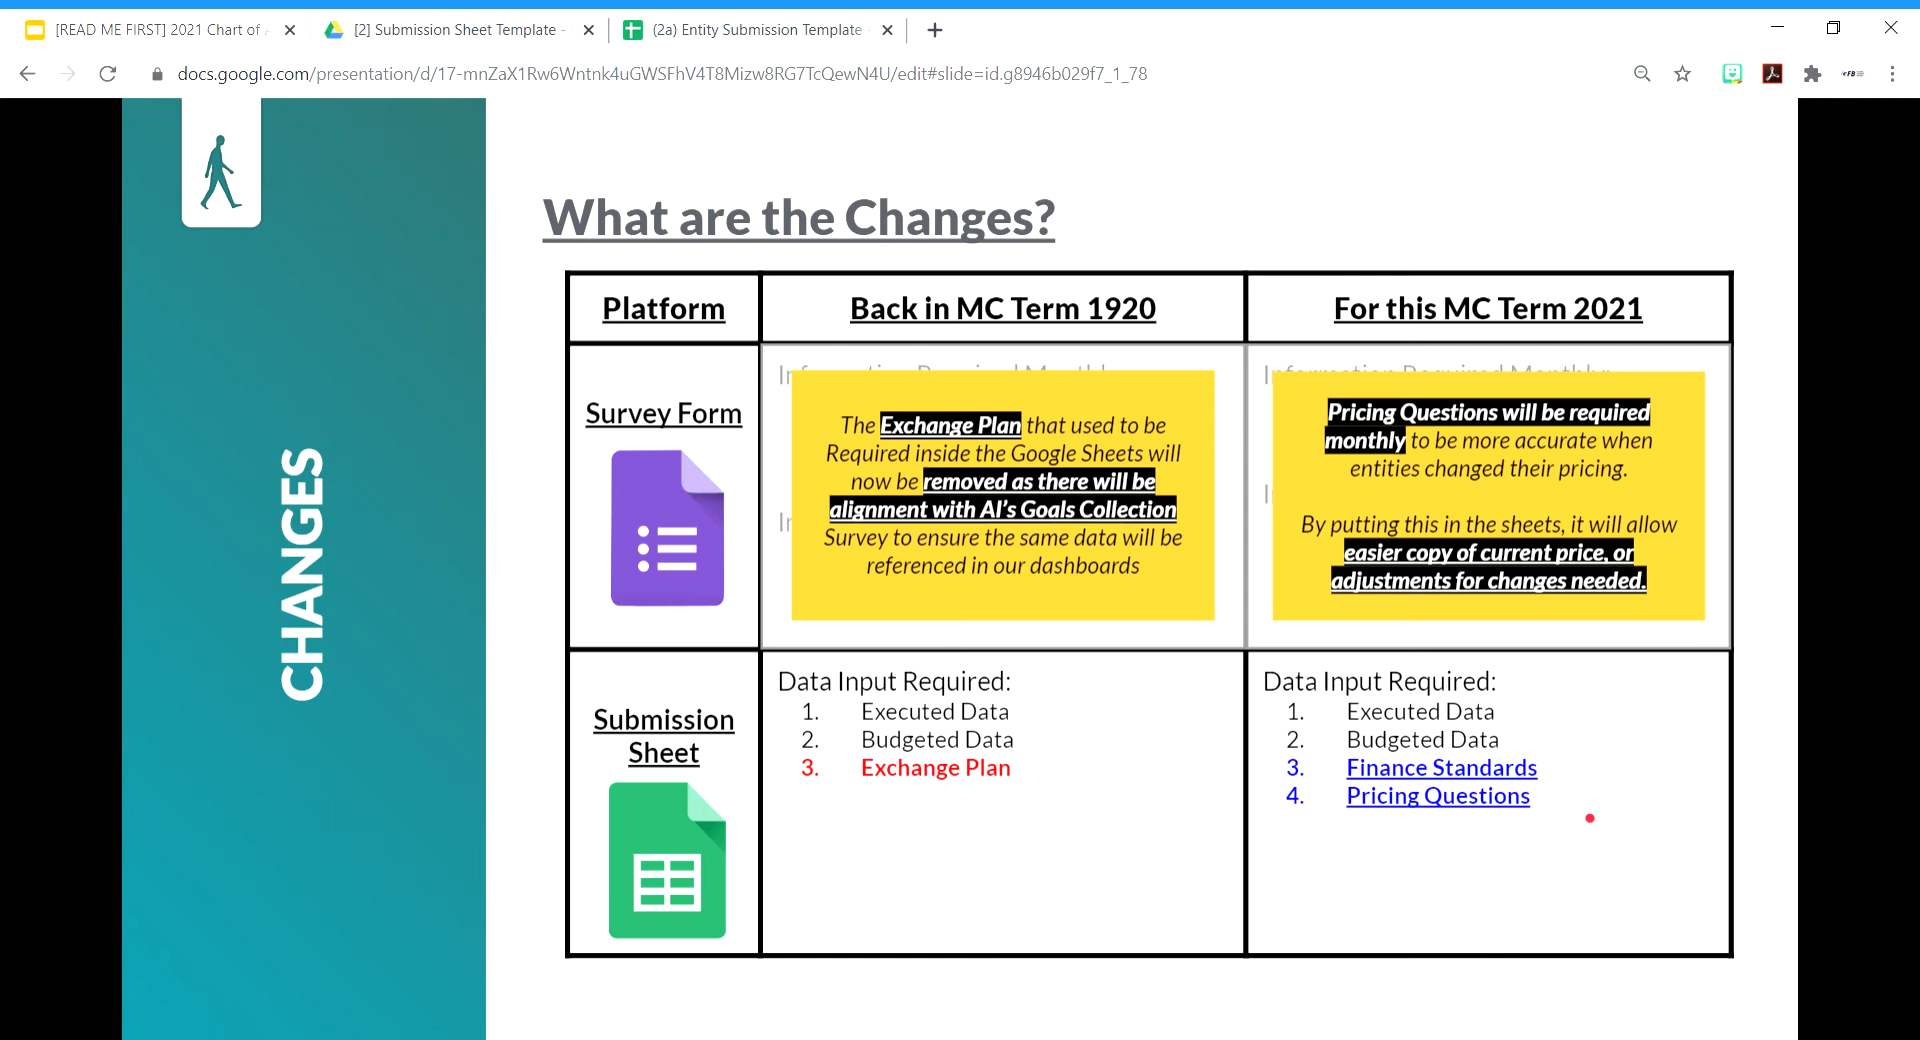 [READ ME FIRST] 2021 Chart of
[2] Submission Sheet Template -
(2a) Entity Submission Template
docs.google.com/presentation/d/17-mnZaX1Rw6Wntnk4uGWSFhV4T8Mizw8RG7TcQewN4U/edit#slide=id.g8946b029f7_1_78
CHANGES
What are the Changes?
Platform
Back in MC Term 1920
For this MC Term 2021
Survey Form
The Exchange Plan that used to be
Required inside the Google Sheets will
now be removed as there will be
alignment with AI's Goals Collection
Survey to ensure the same data will be
referenced in our dashboards
Information Required Monthly:
Pricing Questions will be required
monthly to be more accurate when
entities changed their pricing.
By putting this in the sheets, it will allow
easier copy of current price, or
adjustments for changes needed.
Submission
Sheet
Data Input Required:
1. Executed Data
2. Budgeted Data
3. Exchange Plan
Data Input Required:
1. Executed Data
2. Budgeted Data
3. Finance Standards
4. Pricing Questions